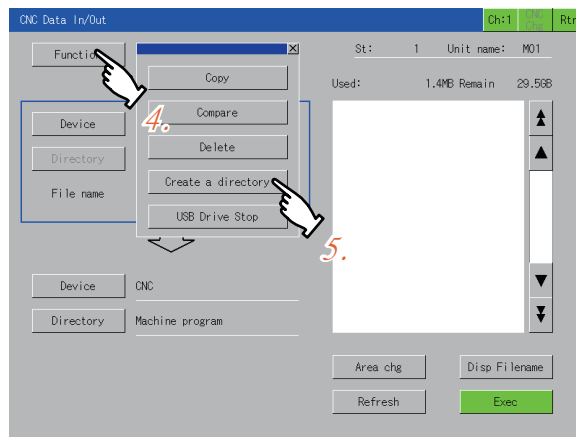 CNC Data In/Out Ch:1 CNC Chg Rtr
Function
St: 1 Unit name: M01
Used: 1.4MB Remain 29.5GB
Copy
4.
Compare
Delete
Create a directory
USB Drive Stop
5.
Device
Directory
File name
Device CNC
Directory Machine program
Area chg Disp Filename
Refresh Exec